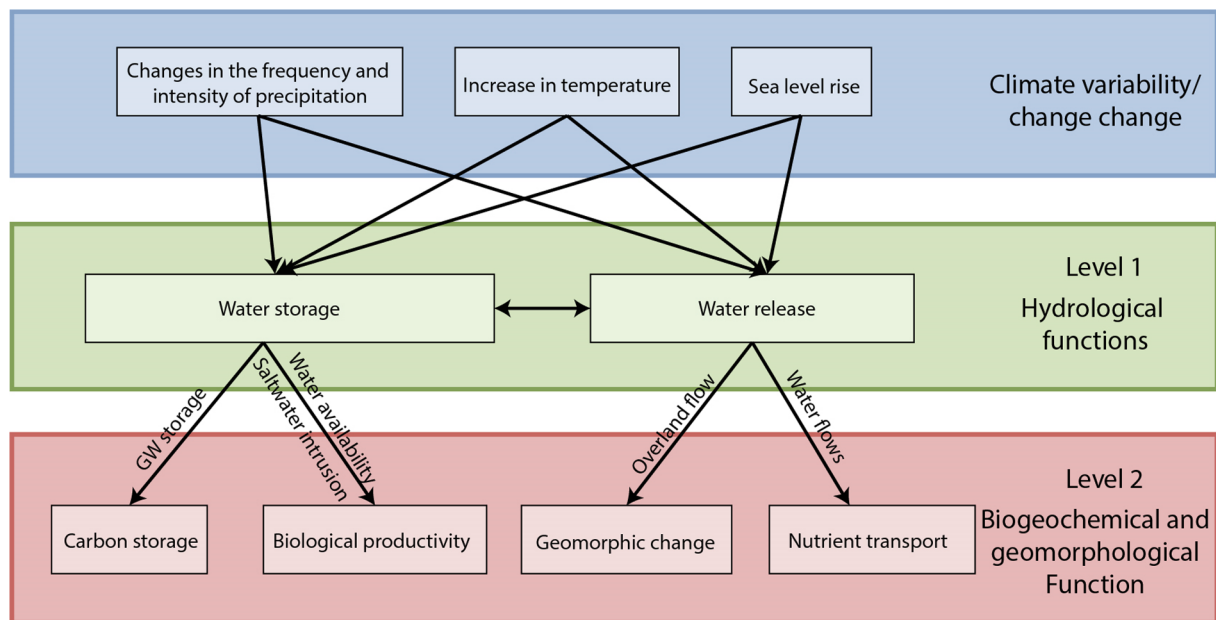 Changes in the frequency and
intensity of precipitation
Increase in temperature
Sea level rise
Climate variability/
change change
Level 1
Hydrological
functions
Water storage
Water release
GW storage
Saltwater intrusion
Water availability
Overland flow
Water flows
Level 2
Biogeochemical and
geomorphological
Function
Carbon storage
Biological productivity
Geomorphic change
Nutrient transport